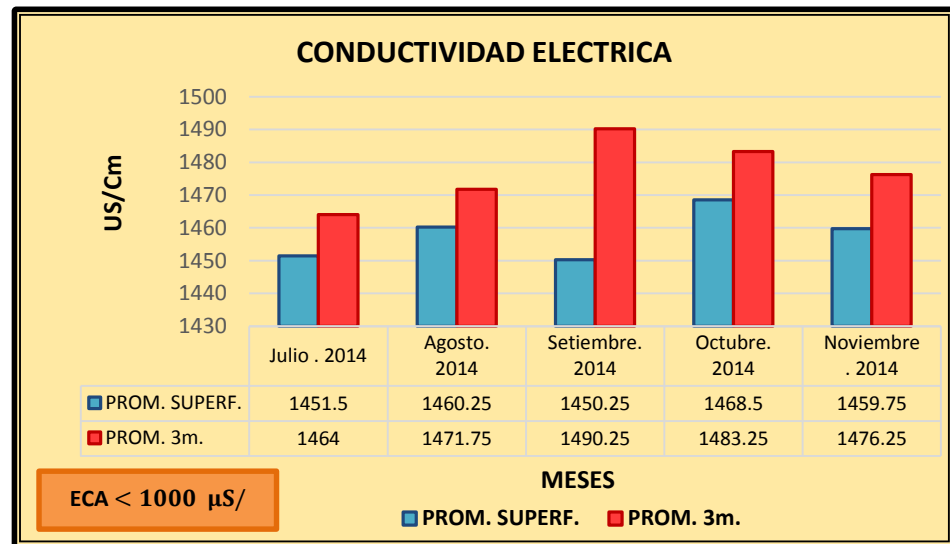 CONDUCTIVIDAD ELECTRICA
US/Cm
1500
1490
1480
1470
1460
1450
1440
1430
Julio . 2014 Agosto. 2014 Setiembre. 2014 Octubre. 2014 Noviembre . 2014
PROM. SUPERF. 1451.5 1460.25 1450.25 1468.5 1459.75
PROM. 3m. 1464 1471.75 1490.25 1483.25 1476.25
MESES
ECA < 1000 μS/
PROM. SUPERF. PROM. 3m.